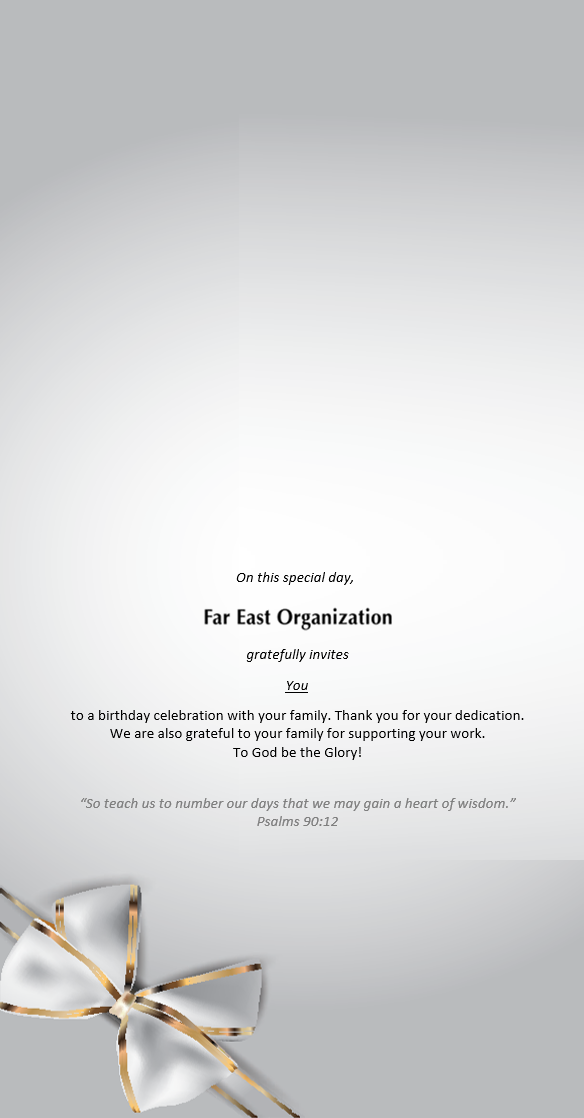 On this special day,
Far East Organization
gratefully invites
You
to a birthday celebration with your family. Thank you for your dedication.
We are also grateful to your family for supporting your work.
To God be the Glory!
“So teach us to number our days that we may gain a heart of wisdom.”
Psalms 90:12